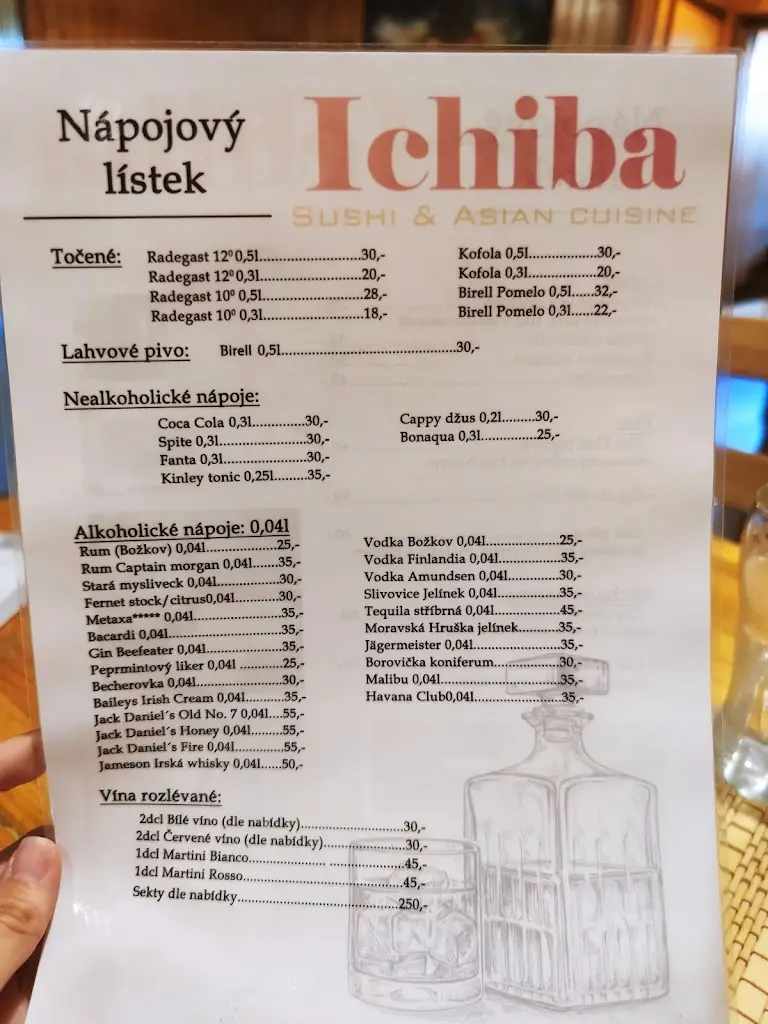 Nápojový
lístek
Ichiba
SUSHI & ASIAN CUISINE
Točené:
Radegast 12⁰ 0,5l.....................30,-
Radegast 12⁰ 0,3l.....................20,-
Radegast 10⁰ 0,5l.....................28,-
Radegast 10⁰ 0,3l.....................18,-
Kofola 0,5l..............30,-
Kofola 0,3l..............20,-
Birell Pomelo 0,5l.....32,-
Birell Pomelo 0,3l.....22,-
Lahvové pivo: Birell 0,5l.......................................30,-
Nealkoholické nápoje:
Coca Cola 0,3l............30,-
Spite 0,3l...................30,-
Fanta 0,3l...................30,-
Kinley tonic 0,25l........35,-
Cappy džus 0,2l.........30,-
Bonaqua 0,3l..............25,-
Alkoholické nápoje: 0,04l
Rum (Božkov) 0,04l................25,-
Rum Captain morgan 0,04l.......35,-
Stará mysliveck 0,04l..............30,-
Fernet stock/citrus0,04l..........30,-
Metaxa***** 0,04l...................35,-
Bacardi 0,04l..........................35,-
Gin Beefeater 0,04l.................35,-
Peprmintový liker 0,04l ..........25,-
Becherovka 0,04l....................30,-
Baileys Irish Cream 0,04l.........35,-
Jack Daniel´s Old No. 7 0,04l....55,-
Jack Daniel´s Honey 0,04l........55,-
Jack Daniel´s Fire 0,04l...........55,-
Jameson Irská whisky 0,04l.....50,-
Vodka Božkov 0,04l................25,-
Vodka Finlandia 0,04l.............35,-
Vodka Amundsen 0,04l...........30,-
Slivovice Jelínek 0,04l.............35,-
Tequila stříbrná 0,04l.............45,-
Moravská Hruška jelínek.........35,-
Jägermeister 0,04l..................35,-
Borovička koniferum...............30,-
Malibu 0,04l..........................35,-
Havana Club0,04l...................35,-
Vína rozlévané:
2dcl Bílé víno (dle nabídky).....................30,-
2dcl Červené víno (dle nabídky)................30,-
1dcl Martini Bianco............... ................45,-
1dcl Martini Rosso................................45,-
Sekty dle nabídky.................................250,-